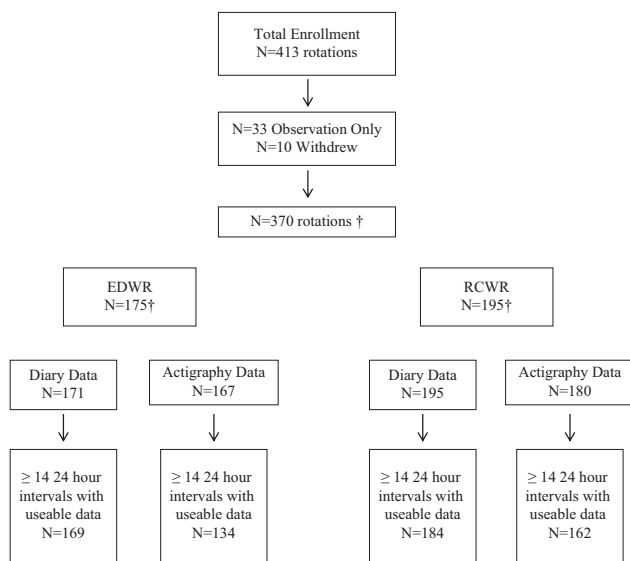 Total Enrollment
N=413 rotations
N=33 Observation Only
N=10 Withdrew
N=370 rotations †
EDWR
N=175†
RCWR
N=195†
Diary Data
N=171
Actigraphy Data
N=167
Diary Data
N=195
Actigraphy Data
N=180
≥ 14 24 hour
intervals with
useable data
N=169
≥ 14 24 hour
intervals with
useable data
N=134
≥ 14 24 hour
intervals with
useable data
N=184
≥ 14 24 hour
intervals with
useable data
N=162